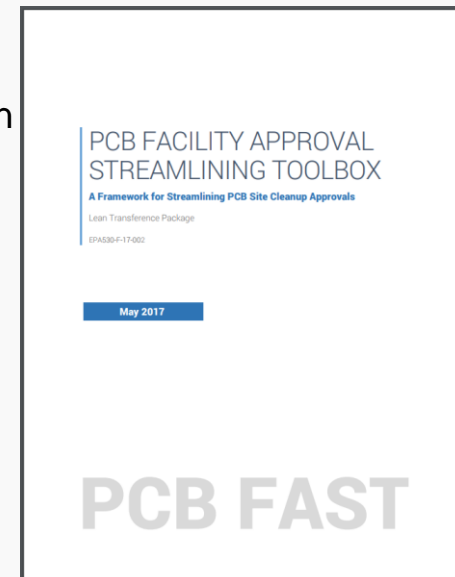 n
PCB FACILITY APPROVAL
STREAMLINING TOOLBOX
A Framework for Streamlining PCB Site Cleanup Approvals
Lean Transference Package
EPA530-F-17-002
May 2017
PCB FAST